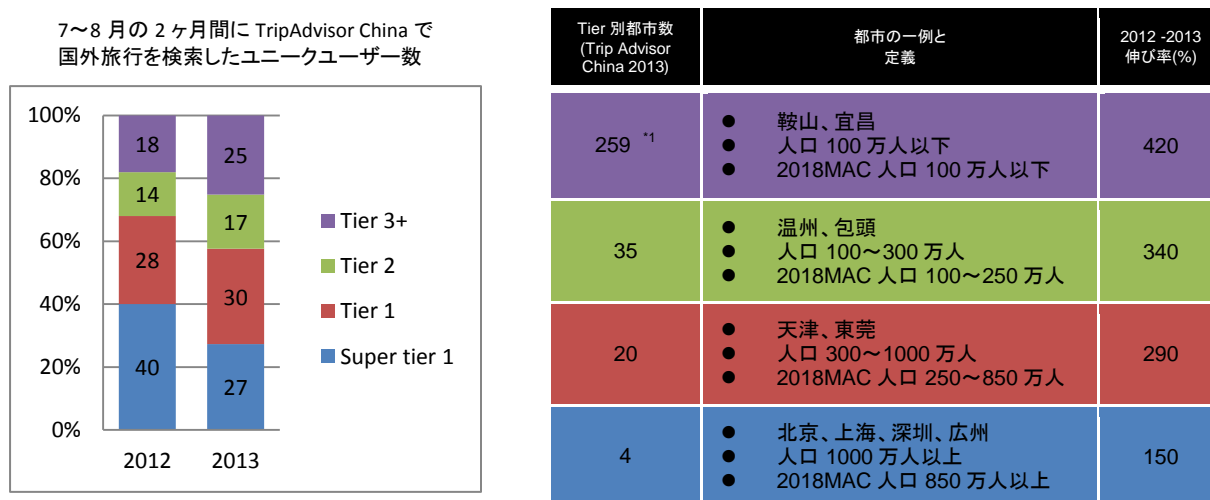 7～8 月の 2 ヶ月間に TripAdvisor China で
国外旅行を検索したユニークユーザー数
100%
80%
60%
40%
20%
0%
18
14
28
40
25
17
30
27
2012
2013
Tier 3+
Tier 2
Tier 1
Super tier 1
Tier 別都市数
(Trip Advisor
China 2013)
都市の一例と
定義
2012 -2013
伸び率(%)
259 *1
● 鞍山、宜昌
● 人口 100 万人以下
● 2018MAC 人口 100 万人以下
420
35
● 温州、包頭
● 人口 100～300 万人
● 2018MAC 人口 100～250 万人
340
20
● 天津、東莞
● 人口 300～1000 万人
● 2018MAC 人口 250～850 万人
290
4
● 北京、上海、深圳、広州
● 人口 1000 万人以上
● 2018MAC 人口 850 万人以上
150